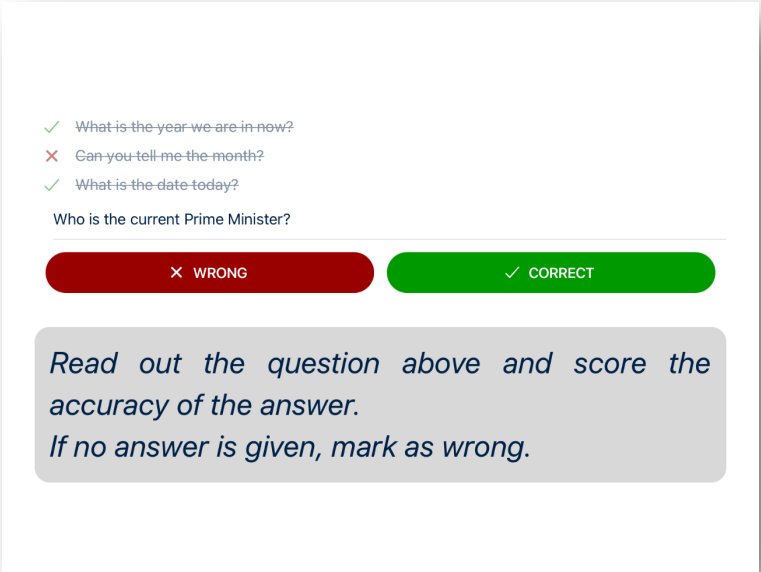 What is the year we are in now?
Can you tell me the month?
What is the date today?
Who is the current Prime Minister?
WRONG
CORRECT
Read out the question above and score the
accuracy of the answer.
If no answer is given, mark as wrong.